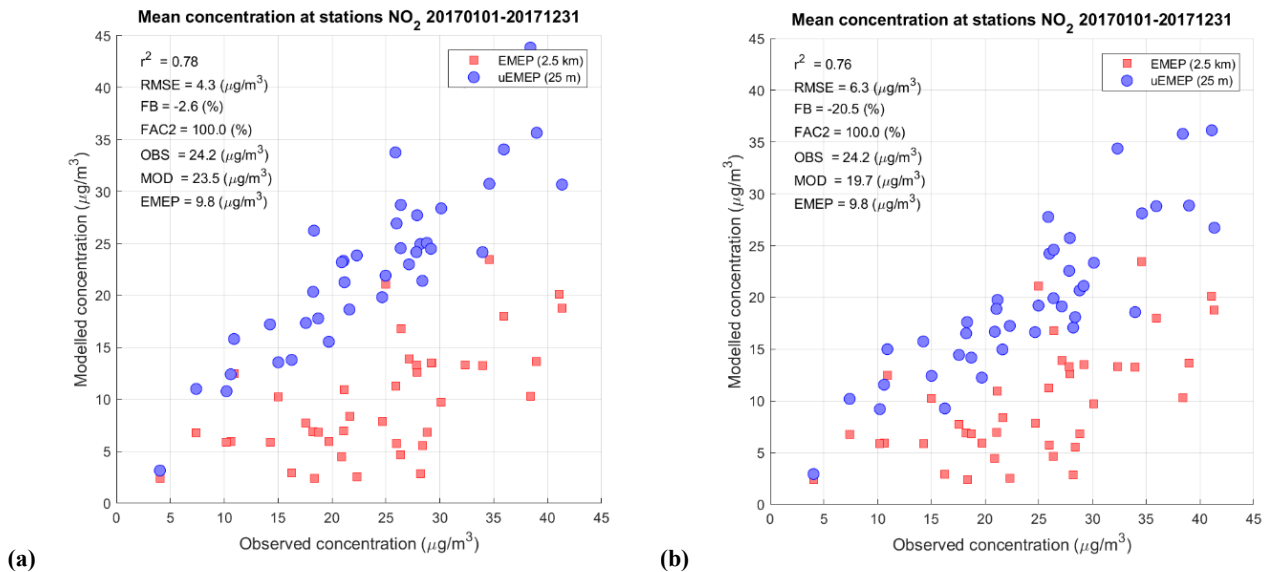 Mean concentration at stations NO2 20170101-20171231
45
40
35
30
25
20
15
10
5
0
Modelled concentration (μg/m3)
r2 = 0.78
RMSE = 4.3 (μg/m3)
FB = -2.6 (%)
FAC2 = 100.0 (%)
OBS = 24.2 (μg/m3)
MOD = 23.5 (μg/m3)
EMEP = 9.8 (μg/m3)
EMEP (2.5 km)
uEMEP (25 m)
0 5 10 15 20 25 30 35 40 45
Observed concentration (μg/m3)
(a)
Mean concentration at stations NO2 20170101-20171231
45
40
35
30
25
20
15
10
5
0
Modelled concentration (μg/m3)
r2 = 0.76
RMSE = 6.3 (μg/m3)
FB = -20.5 (%)
FAC2 = 100.0 (%)
OBS = 24.2 (μg/m3)
MOD = 19.7 (μg/m3)
EMEP = 9.8 (μg/m3)
EMEP (2.5 km)
uEMEP (25 m)
0 5 10 15 20 25 30 35 40 45
Observed concentration (μg/m3)
(b)